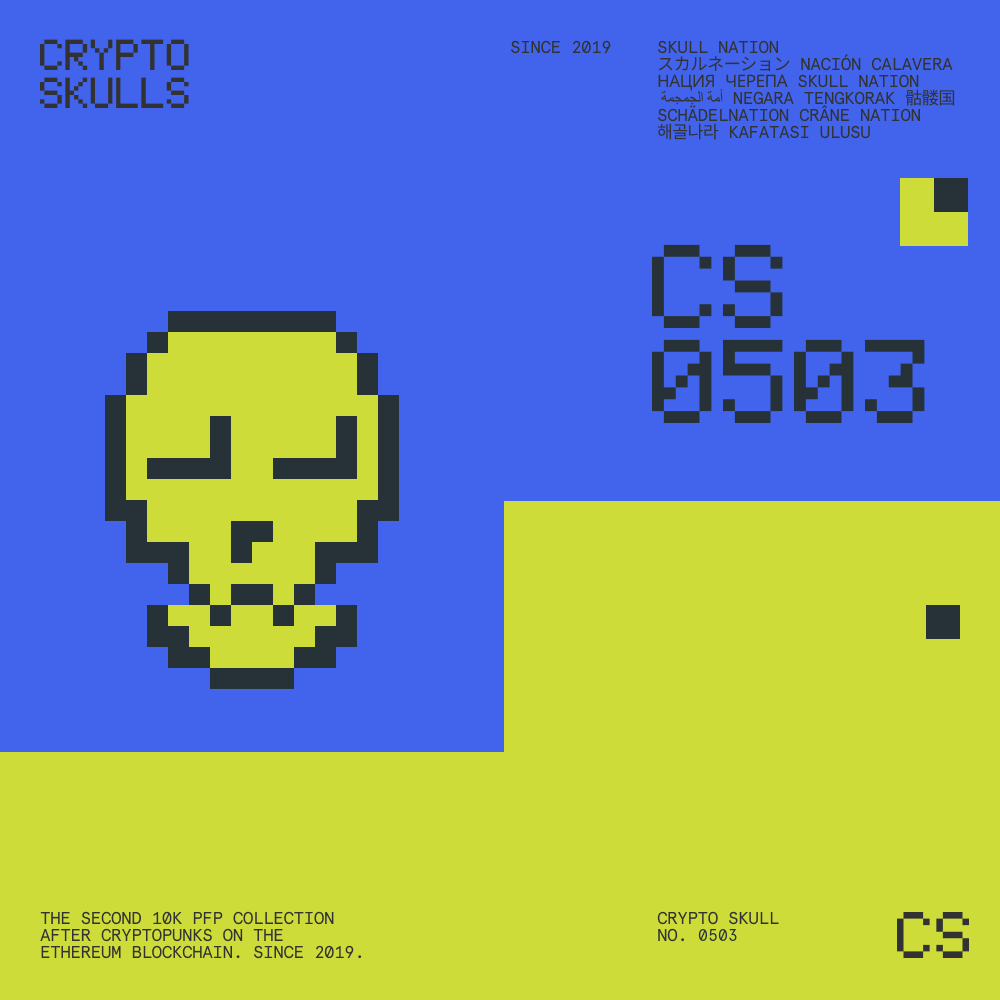 CRYPTO
SKULLS
SINCE 2019
SKULL NATION
スカルネーション NACIÓN CALAVERA
НАЦИЯ ЧЕРЕПА SKULL NATION
أمة الجمجمة NEGARA TENGKORAK 骷髅国
SCHÄDELNATION CRÂNE NATION
해골나라 KAFATASI ULUSU
CS
0503
THE SECOND 10K PFP COLLECTION
AFTER CRYPTOPUNKS ON THE
ETHEREUM BLOCKCHAIN. SINCE 2019.
CRYPTO SKULL
NO. 0503
CS